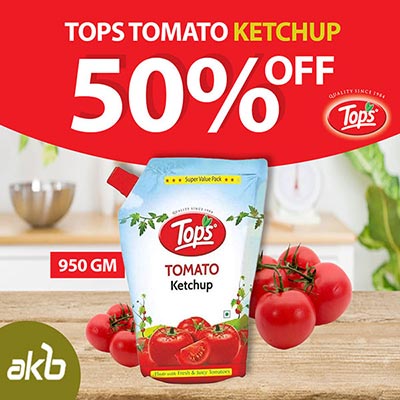 TOPS TOMATO KETCHUP
50% OFF
QUALITY SINCE 1984
Tops
★★★★ Super Value Pack ★★★★
QUALITY SINCE 1984
Tops
950 GM
TOMATO
Ketchup
Made with Fresh & Juicy Tomatoes
akb